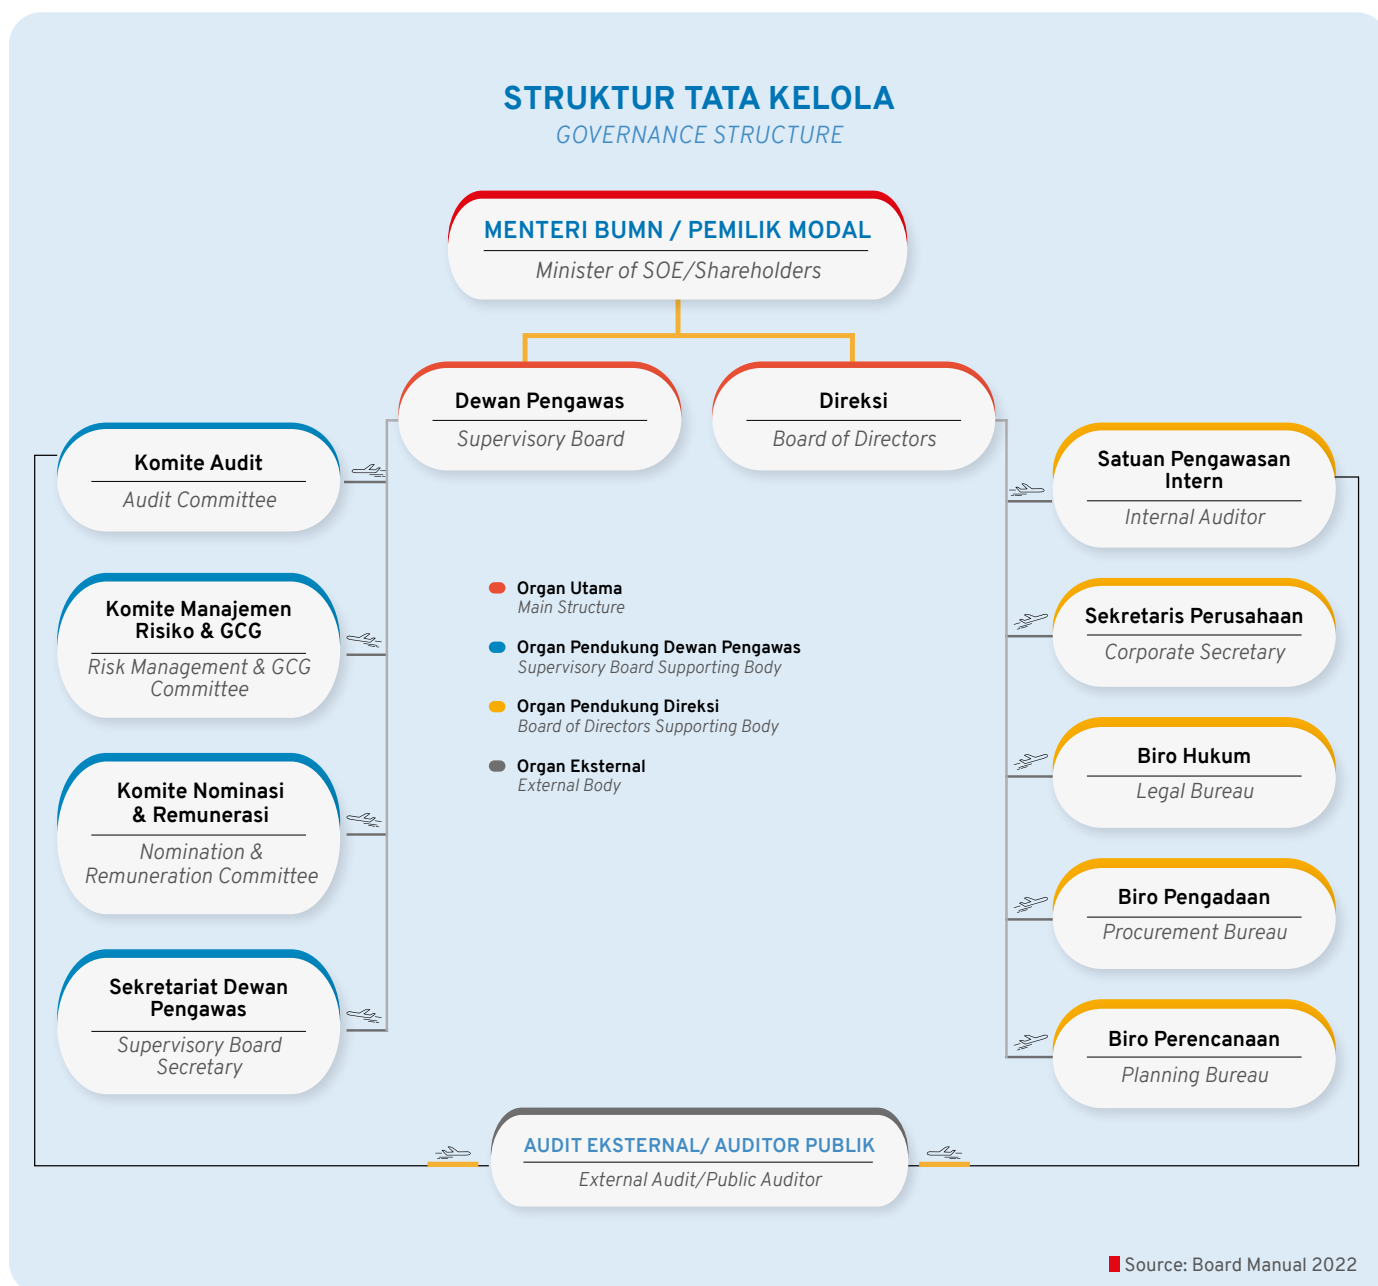 STRUKTUR TATA KELOLA
GOVERNANCE STRUCTURE
MENTERI BUMN / PEMILIK MODAL
Minister of SOE/Shareholders
Dewan Pengawas
Supervisory Board
Direksi
Board of Directors
Komite Audit
Audit Committee
Komite Manajemen
Risiko & GCG
Risk Management & GCG
Committee
Komite Nominasi
& Remunerasi
Nomination &
Remuneration Committee
Sekretariat Dewan
Pengawas
Supervisory Board
Secretary
Organ Utama
Main Structure
Organ Pendukung Dewan Pengawas
Supervisory Board Supporting Body
Organ Pendukung Direksi
Board of Directors Supporting Body
Organ Eksternal
External Body
Satuan Pengawasan
Intern
Internal Auditor
Sekretaris Perusahaan
Corporate Secretary
Biro Hukum
Legal Bureau
Biro Pengadaan
Procurement Bureau
Biro Perencanaan
Planning Bureau
AUDIT EKSTERNAL/ AUDITOR PUBLIK
External Audit/Public Auditor
Source: Board Manual 2022